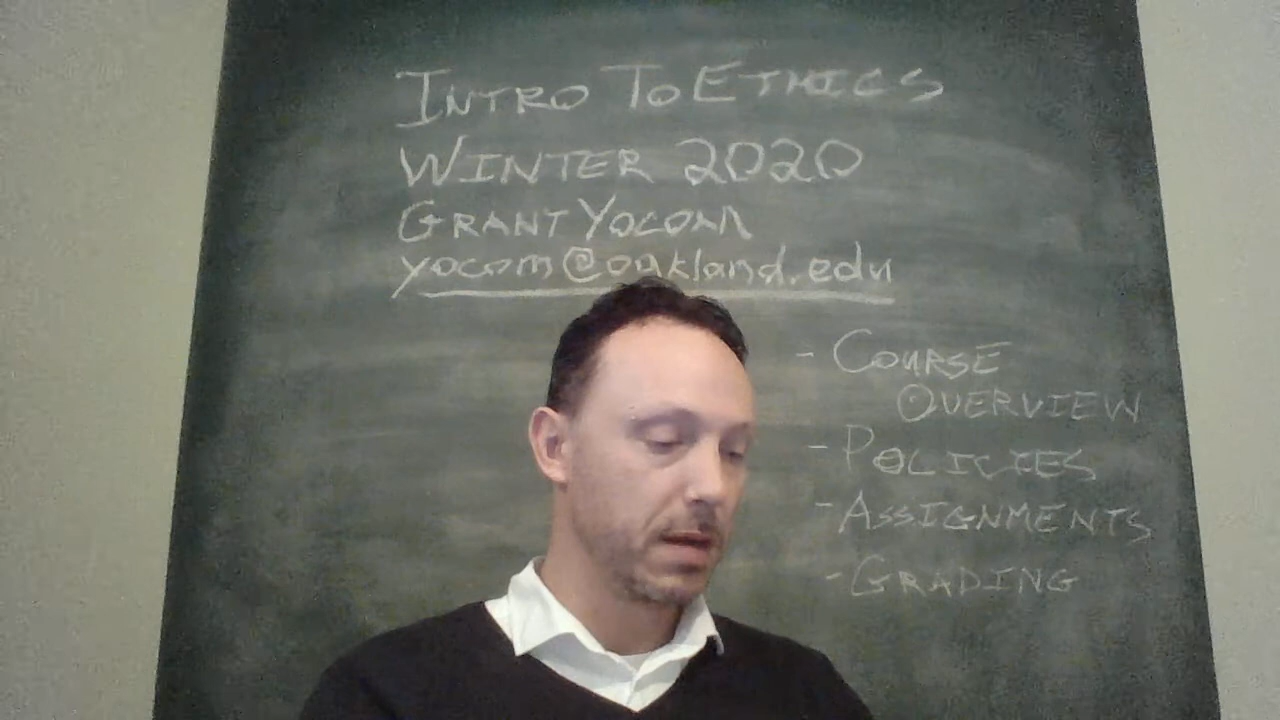 INTRO TO ETHICS
WINTER 2020
GRANT YOCOM
yocom@oakland.edu
- COURSE
OVERVIEW
- POLICIES
- ASSIGNMENTS
- GRADING